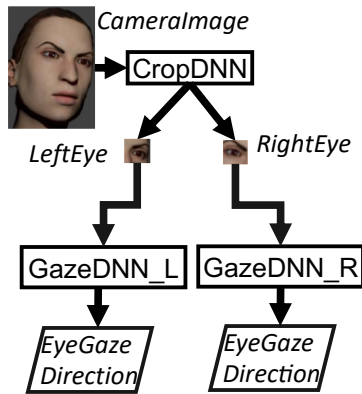 CameraImage
CropDNN
LeftEye
RightEye
GazeDNN_L
GazeDNN_R
EyeGaze
Direction
EyeGaze
Direction